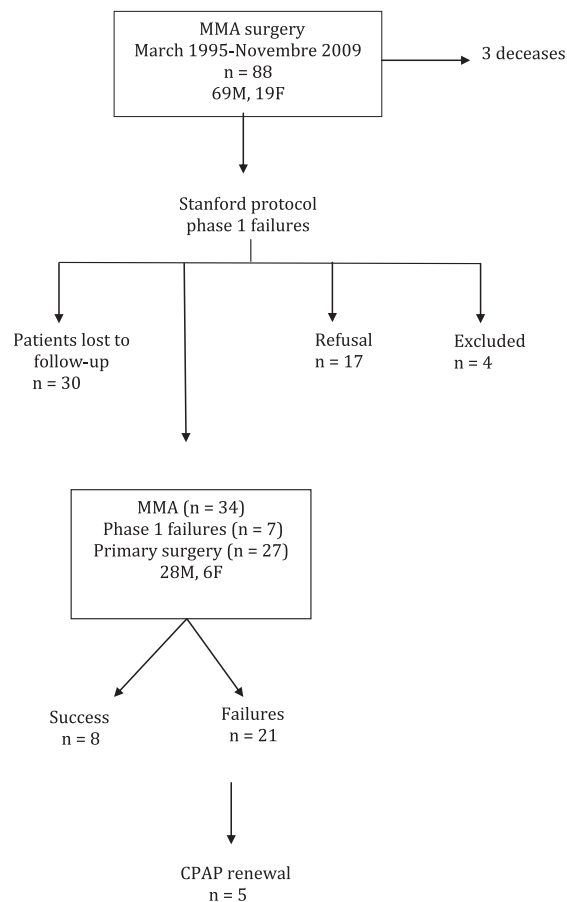 MMA surgery
March 1995-Novembre 2009
n = 88
69M, 19F
3 deceases
Stanford protocol
phase 1 failures
Patients lost to
follow-up
n = 30
Refusal
n = 17
Excluded
n = 4
MMA (n = 34)
Phase 1 failures (n = 7)
Primary surgery (n = 27)
28M, 6F
Success
n = 8
Failures
n = 21
CPAP renewal
n = 5